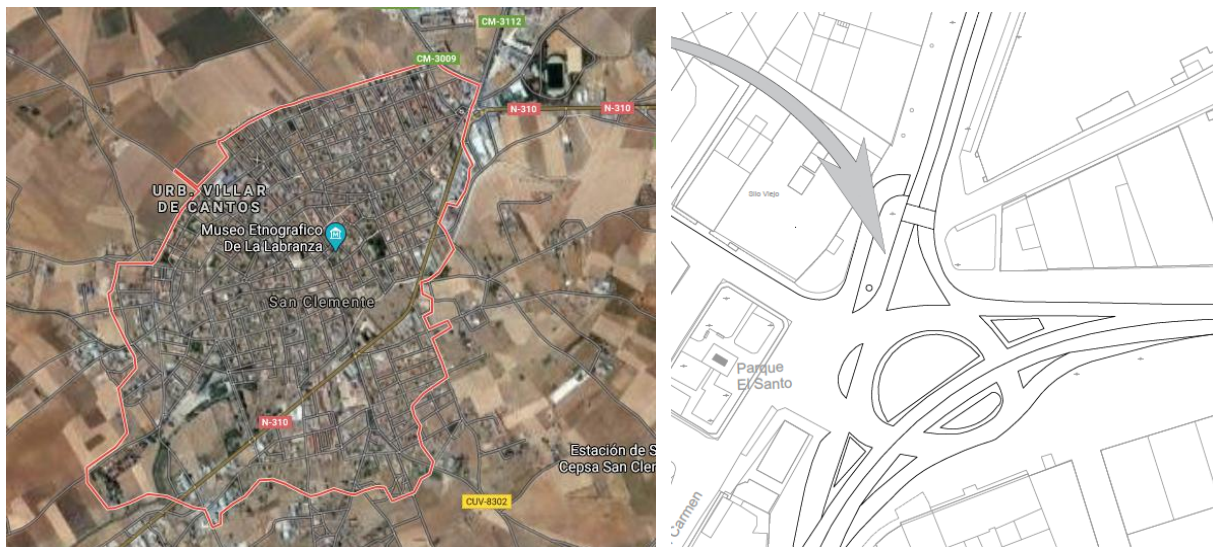 CM-3112
CM-3009
N-310
N-310
URB. VILLAR
DE CANTOS
Museo Etnografico
De La Labranza
San Clemente
N-310
Estación de S
Cepsa San Cler
CUV-8302
Silo Viejo
Parque
El Santo
Carmen